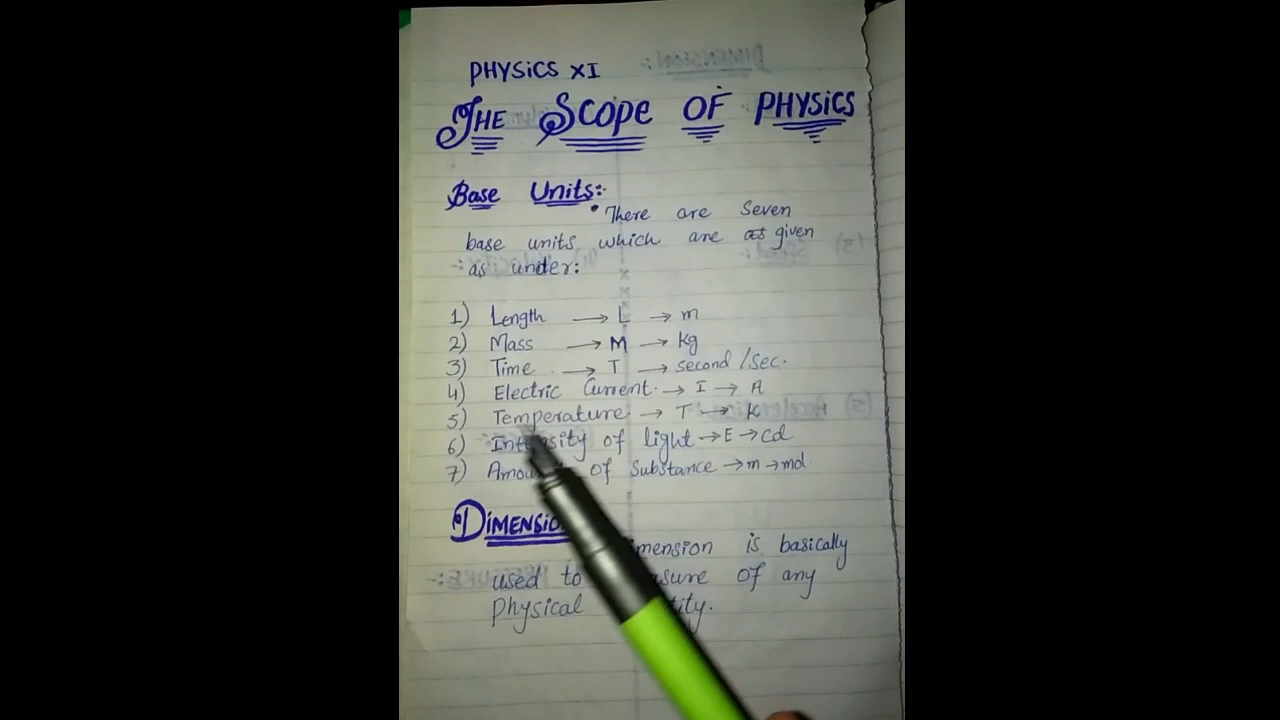 PHYSICS XI
THE SCOPE OF PHYSICS
Base Units:-
• There are Seven
base units which are given
as under:
1) Length → L → m
2) Mass → M → kg
3) Time → T → second /sec.
4) Electric Current → I → A
5) Temperature → T → K
6) of light → E → cd
7) of Substance → m → mol
is basically
used to of any
Physical